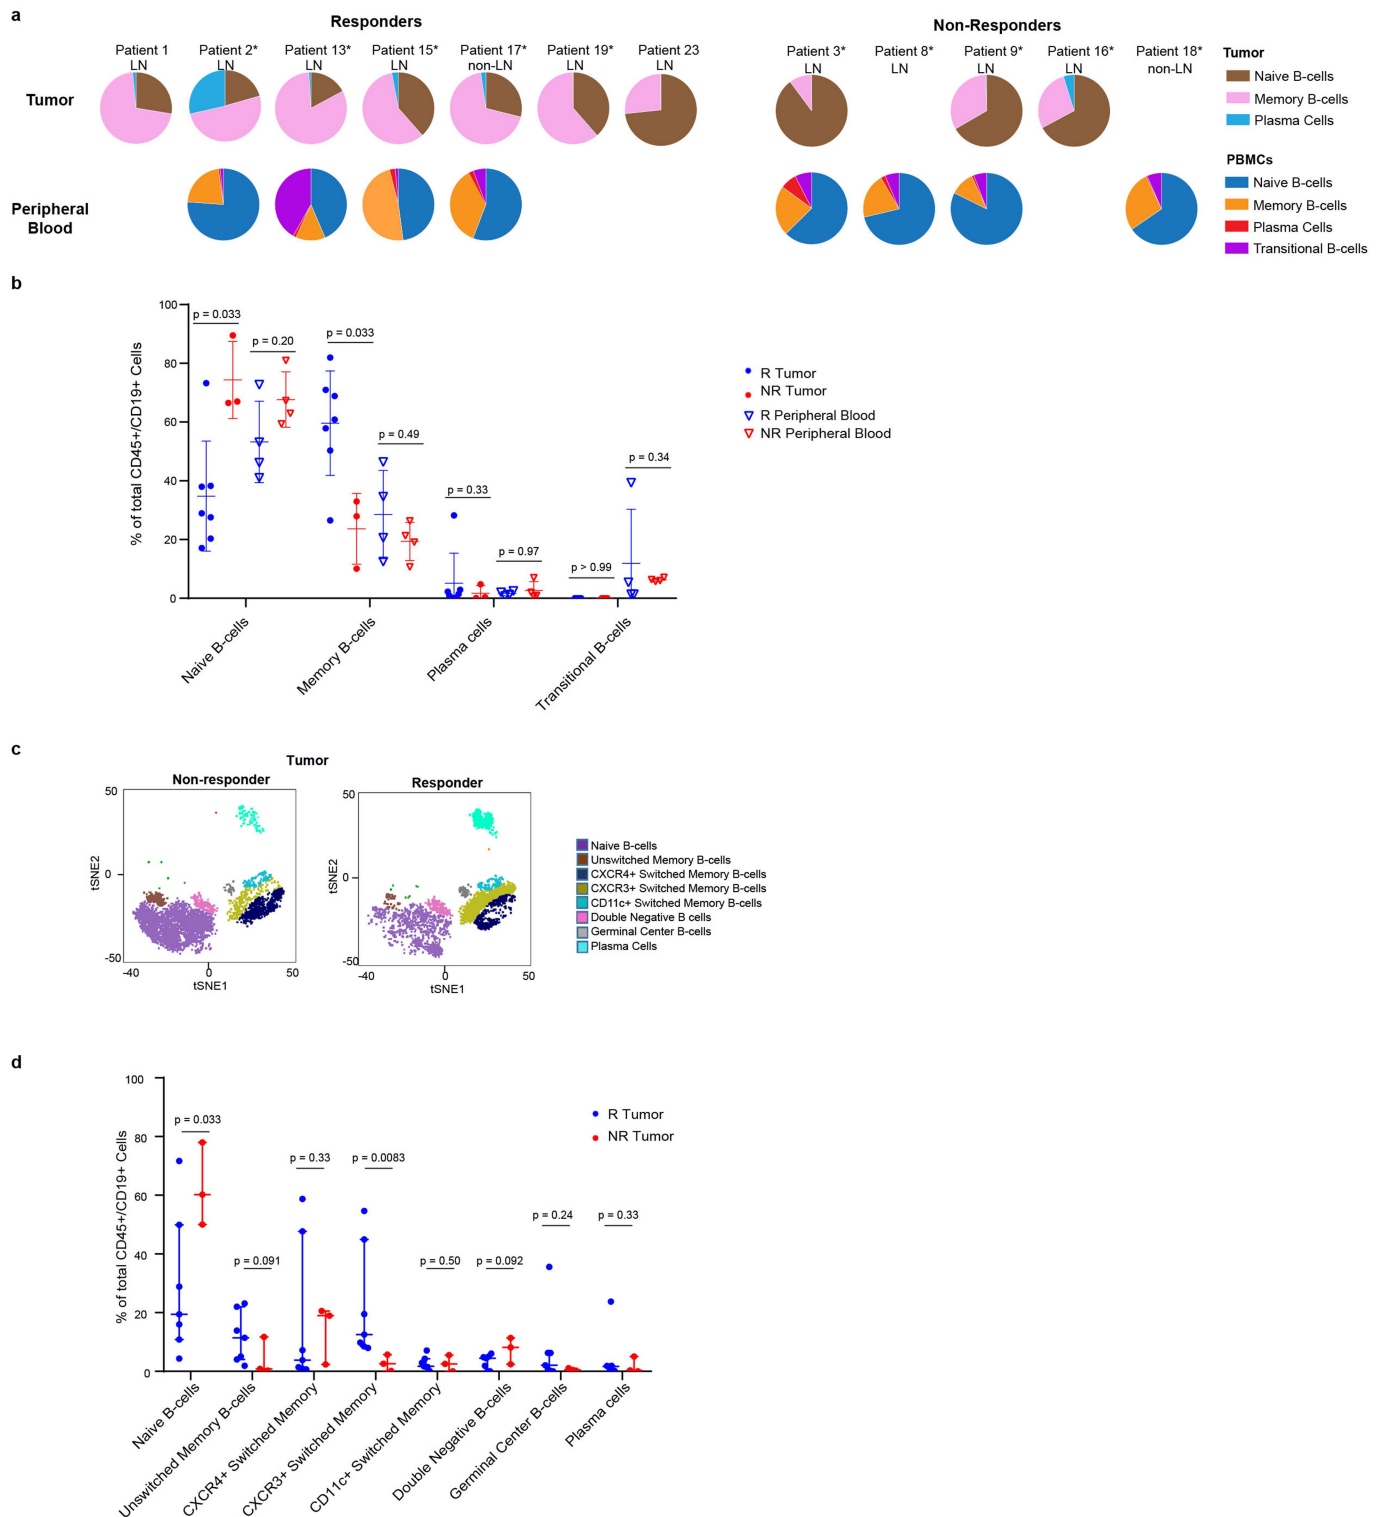 a
Responders
Non-Responders
Patient 1
LN
Patient 2*
LN
Patient 13*
LN
Patient 15*
LN
Patient 17*
non-LN
Patient 19*
LN
Patient 23
LN
Patient 3*
LN
Patient 8*
LN
Patient 9*
LN
Patient 16*
LN
Patient 18*
non-LN
Tumor
Peripheral
Blood
Tumor
Naive B-cells
Memory B-cells
Plasma Cells
PBMCs
Naive B-cells
Memory B-cells
Plasma Cells
Transitional B-cells
b
% of total CD45+/CD19+ Cells
100
80
60
40
20
0
p = 0.033
p = 0.20
p = 0.033
p = 0.49
p = 0.33
p = 0.97
p > 0.99
p = 0.34
Naive B-cells
Memory B-cells
Plasma cells
Transitional B-cells
R Tumor
NR Tumor
R Peripheral Blood
NR Peripheral Blood
c
Tumor
Non-responder
Responder
50
0
-50
tSNE2
-40
0
50
tSNE1
50
0
-50
tSNE2
-40
0
50
tSNE1
Naive B-cells
Unswitched Memory B-cells
CXCR4+ Switched Memory B-cells
CXCR3+ Switched Memory B-cells
CD11c+ Switched Memory B-cells
Double Negative B cells
Germinal Center B-cells
Plasma Cells
d
% of total CD45+/CD19+ Cells
100
80
60
40
20
0
p = 0.033
p = 0.091
p = 0.33
p = 0.0083
p = 0.50
p = 0.092
p = 0.24
p = 0.33
R Tumor
NR Tumor
Naive B-cells
Unswitched Memory B-cells
CXCR4+ Switched Memory
CXCR3+ Switched Memory
CD11c+ Switched Memory
Double Negative B-cells
Germinal Center B-cells
Plasma cells